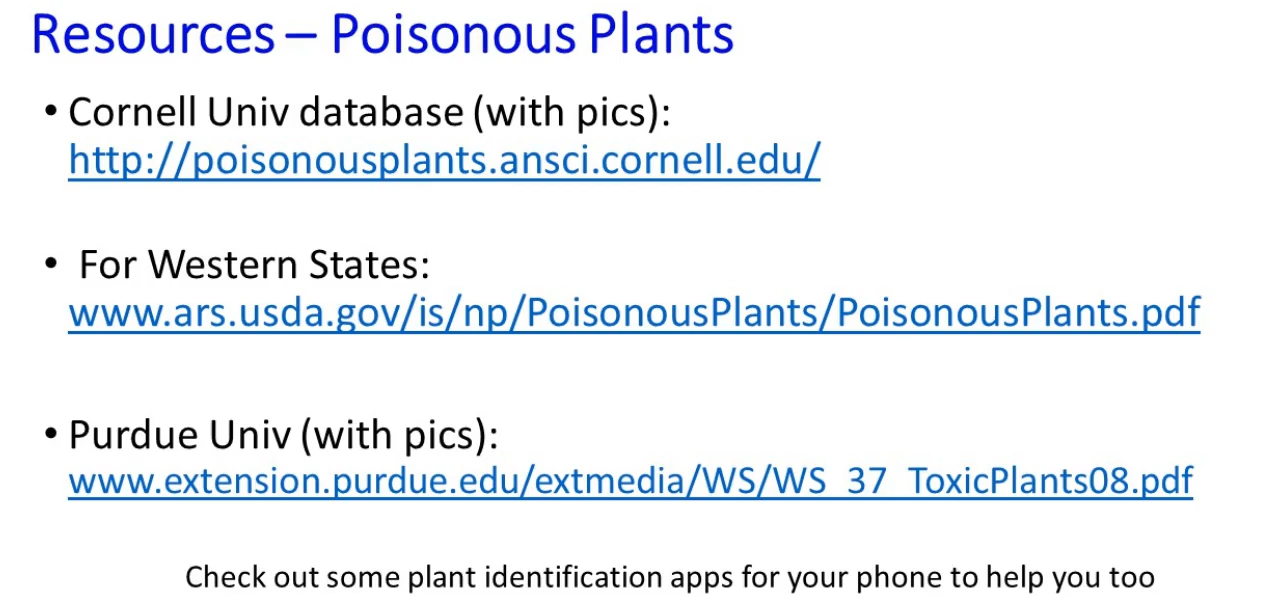 Resources – Poisonous Plants
• Cornell Univ database (with pics):
http://poisonousplants.ansci.cornell.edu/
• For Western States:
www.ars.usda.gov/is/np/PoisonousPlants/PoisonousPlants.pdf
• Purdue Univ (with pics):
www.extension.purdue.edu/extmedia/WS/WS_37_ToxicPlants08.pdf
Check out some plant identification apps for your phone to help you too